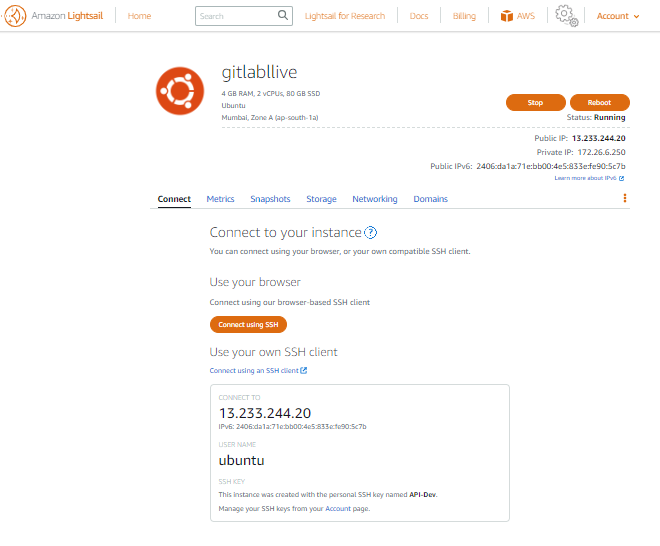 Amazon Lightsail
Home
Search
Lightsail for Research
Docs
Billing
AWS
Account
gitlabllive
4 GB RAM, 2 vCPUs, 80 GB SSD
Ubuntu
Mumbai, Zone A (ap-south-1a)
Stop
Reboot
Status: Running
Public IP: 13.233.244.20
Private IP: 172.26.6.250
Public IPv6: 2406:da1a:71e:bb00:4e5:833e:fe90:5c7b
Learn more about IPv6
Connect
Metrics
Snapshots
Storage
Networking
Domains
Connect to your instance ?
You can connect using your browser, or your own compatible SSH client.
Use your browser
Connect using our browser-based SSH client
Connect using SSH
Use your own SSH client
Connect using an SSH client
CONNECT TO
13.233.244.20
IPv6: 2406:da1a:71e:bb00:4e5:833e:fe90:5c7b
USER NAME
ubuntu
SSH KEY
This instance was created with the personal SSH key named API-Dev.
Manage your SSH keys from your Account page.